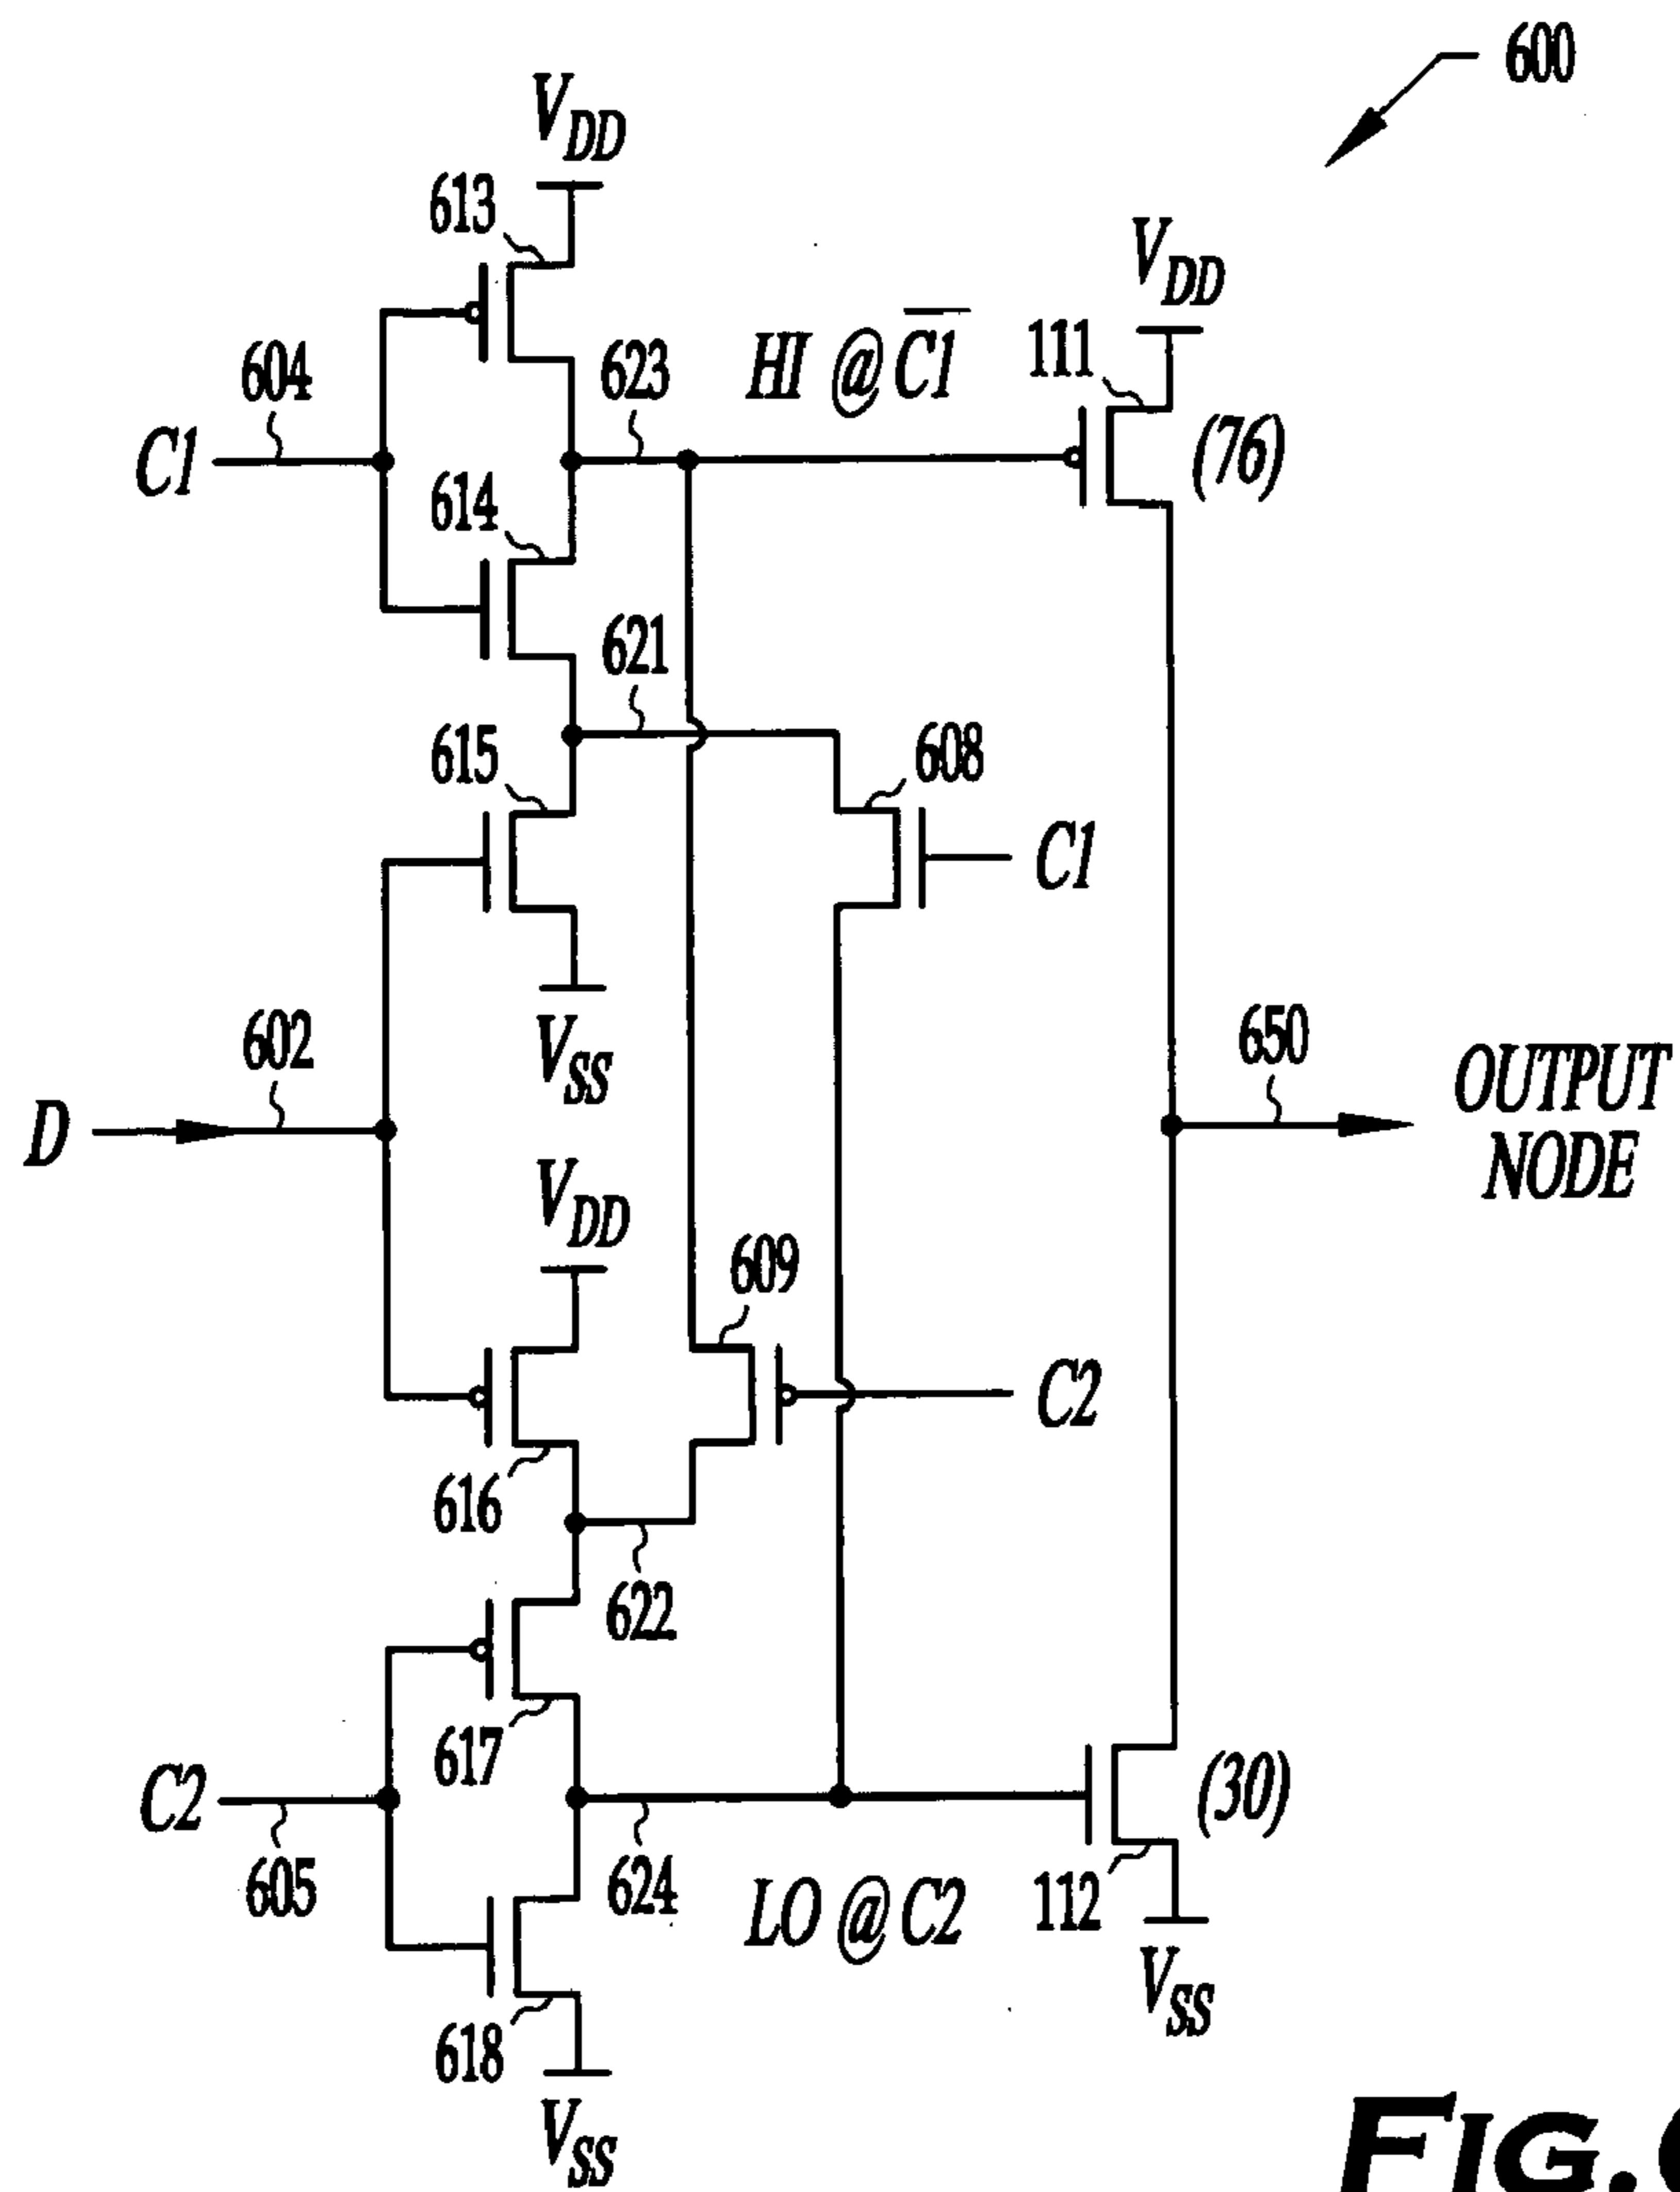 600
V_DD
613
V_DD
604
623
HI @ C̅1̅
111
C1
(76)
614
621
615
608
C1
V_SS
602
650
D
OUTPUT
NODE
V_DD
609
C2
616
622
617
C2
(30)
605
624
112
LO @ C2
V_SS
618
V_SS
FIG.